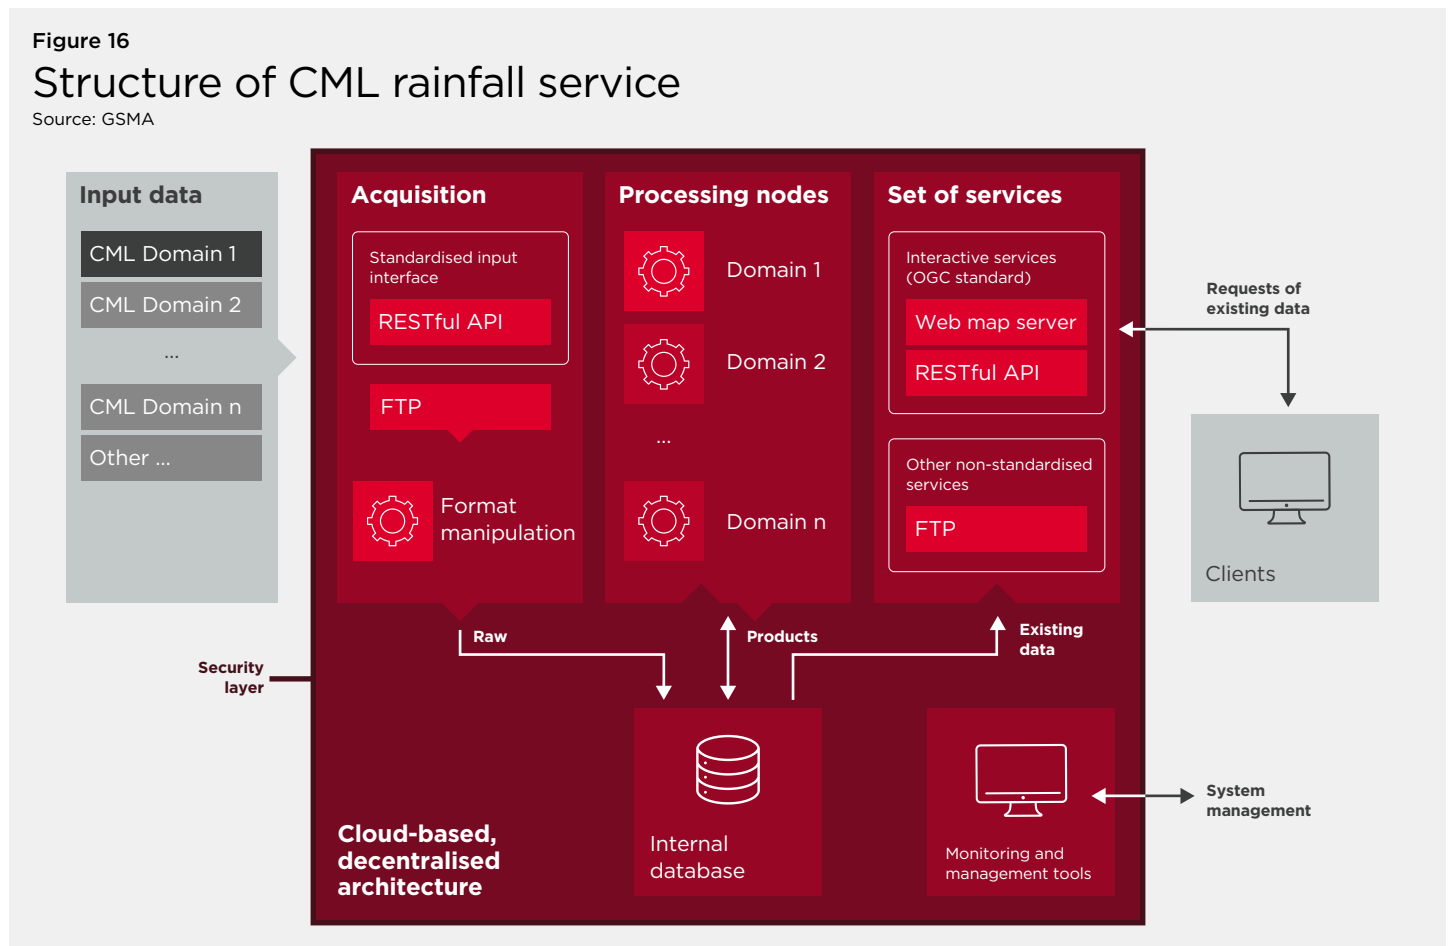 Figure 16
Structure of CML rainfall service
Source: GSMA
Input data
CML Domain 1
CML Domain 2
...
CML Domain n
Other ...
Acquisition
Standardised input
interface
RESTful API
FTP
Format
manipulation
Processing nodes
Domain 1
Domain 2
...
Domain n
Set of services
Interactive services
(OGC standard)
Web map server
RESTful API
Other non-standardised
services
FTP
Requests of
existing data
Clients
Raw
Products
Existing
data
Security
layer
Cloud-based,
decentralised
architecture
Internal
database
Monitoring and
management tools
System
management